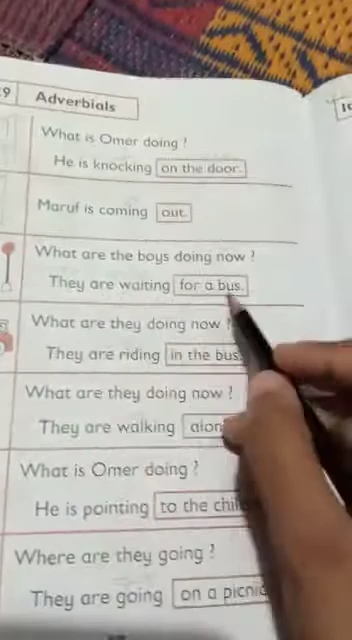 29 Adverbials
What is Omer doing ?
He is knocking on the door.
Maruf is coming out.
What are the boys doing now ?
They are waiting for a bus.
What are they doing now ?
They are riding in the bus.
What are they doing now ?
They are walking
What is Omer doing ?
He is pointing to the
Where are they going ?
They are going on a